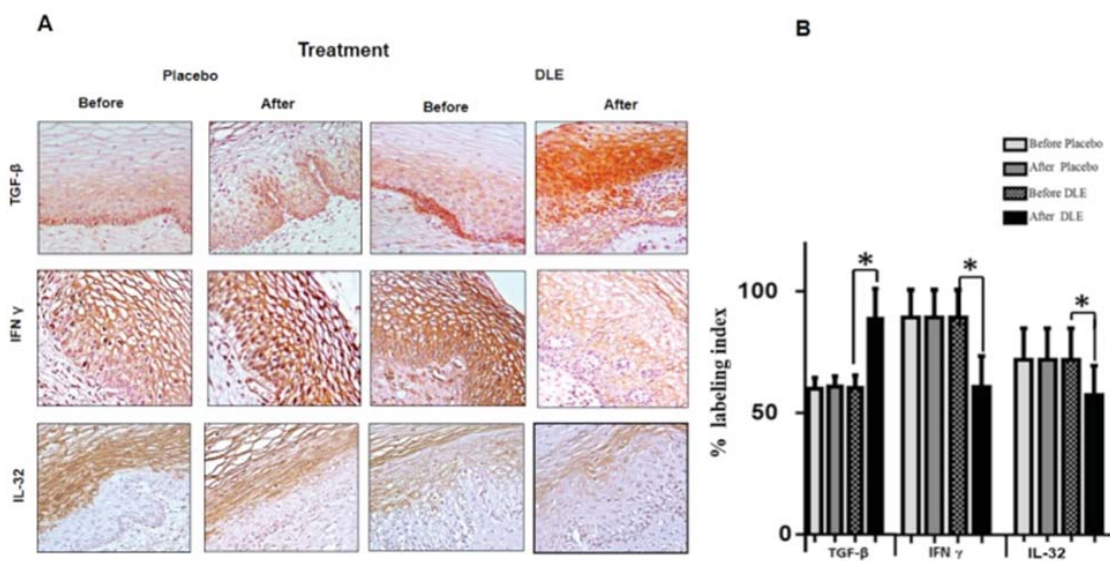 A
Treatment
Placebo DLE
Before After Before After
TGF-β
IFN γ
IL-32
B
Before Placebo
After Placebo
Before DLE
After DLE
% labeling index
100
50
0
* * *
TGF-β IFN γ IL-32